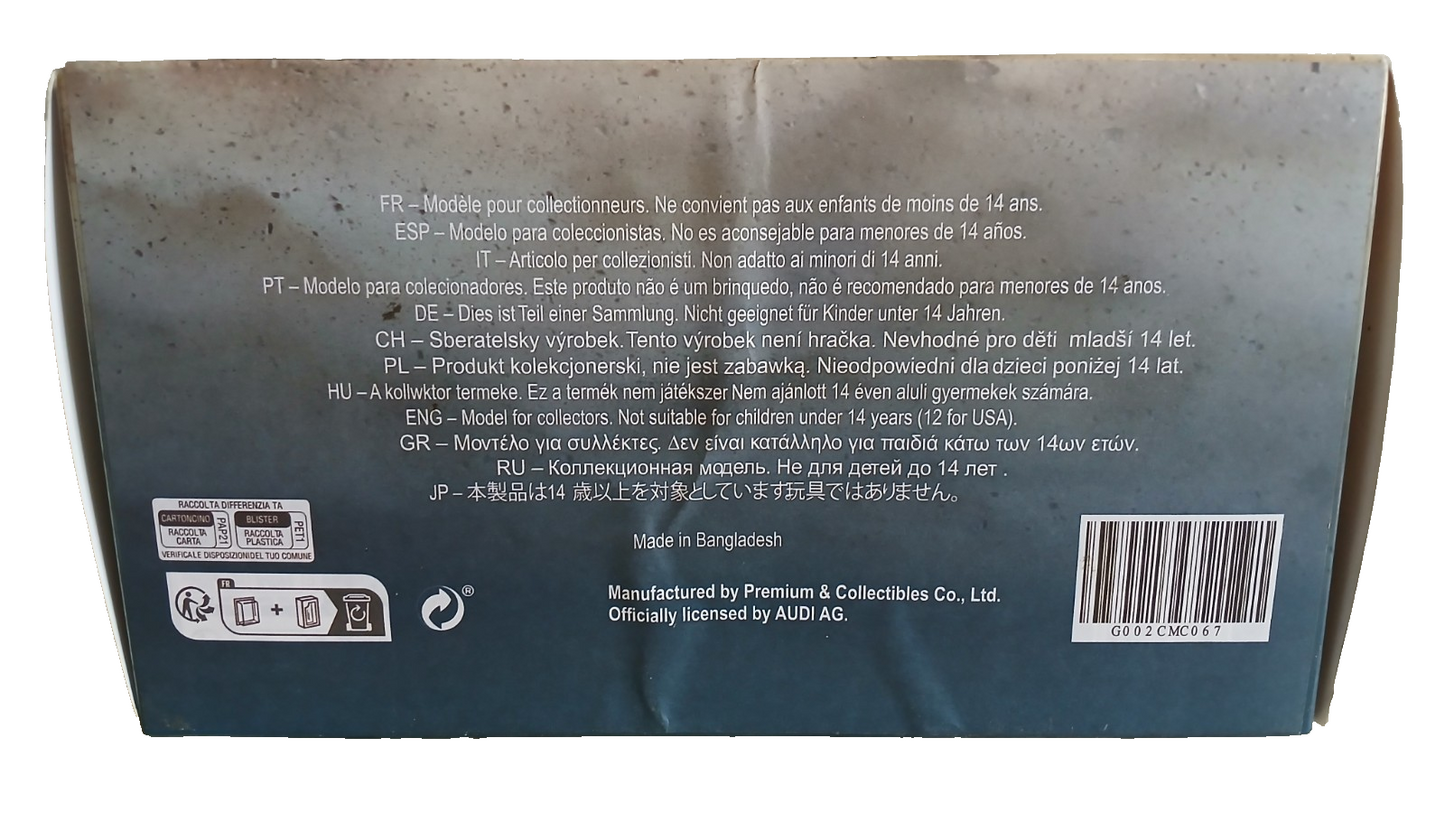 FR – Modèle pour collectionneurs. Ne convient pas aux enfants de moins de 14 ans.
ESP – Modelo para coleccionistas. No es aconsejable para menores de 14 años.
IT – Articolo per collezionisti. Non adatto ai minori di 14 anni.
PT – Modelo para colecionadores. Este produto não é um brinquedo, não é recomendado para menores de 14 anos.
DE – Dies ist Teil einer Sammlung. Nicht geeignet für Kinder unter 14 Jahren.
CH – Sberatelsky výrobek. Tento výrobek není hračka. Nevhodné pro děti mladší 14 let.
PL – Produkt kolekcjonerski, nie jest zabawką. Nieodpowiedni dla dzieci poniżej 14 lat.
HU – A kollwktor termeke. Ez a termék nem játékszer Nem ajánlott 14 éven aluli gyermekek számára.
ENG – Model for collectors. Not suitable for children under 14 years (12 for USA).
GR – Μοντέλο για συλλέκτες. Δεν είναι κατάλληλο για παιδιά κάτω των 14ων ετών.
RU – Коллекционная модель. Не для детей до 14 лет .
JP – 本製品は14 歳以上を対象としています玩具ではありません。
RACCOLTA DIFFERENZIA TA
CARTONCINO PAP21 BLISTER PET1
RACCOLTA CARTA RACCOLTA PLASTICA
VERIFICA LE DISPOSIZIONI DEL TUO COMUNE
FR
®
Made in Bangladesh
Manufactured by Premium & Collectibles Co., Ltd.
Officially licensed by AUDI AG.
G002CMC067